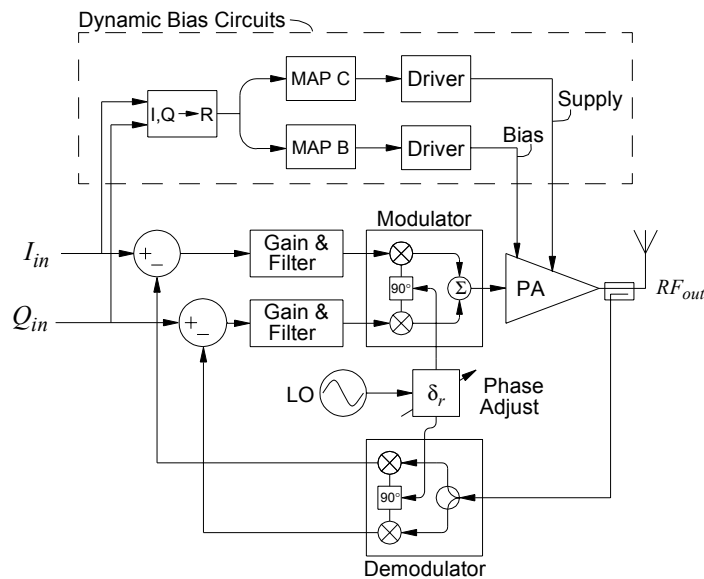 Dynamic Bias Circuits
MAP C
Driver
Supply
I,Q → R
Bias
MAP B
Driver
Modulator
I_in
+
−
Gain &
Filter
90°
Σ
PA
RF_out
Q_in
+
−
Gain &
Filter
LO
δ_r
Phase
Adjust
90°
Demodulator